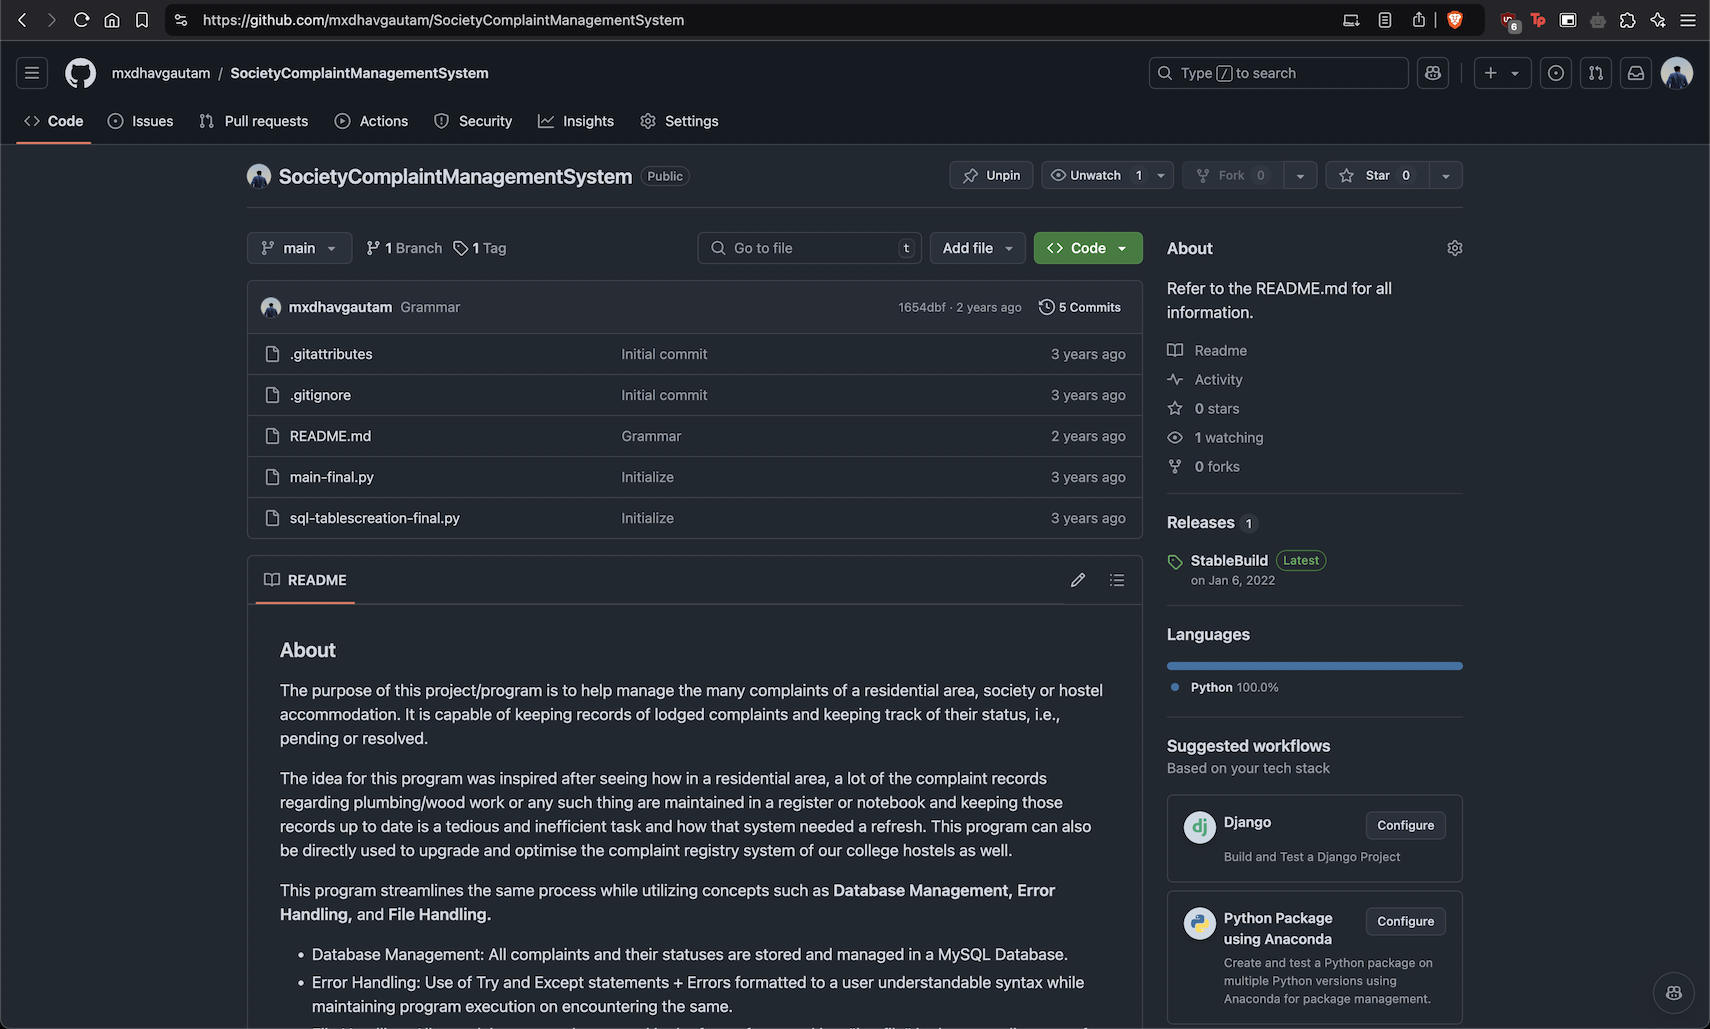 https://github.com/mxdhavgautam/SocietyComplaintManagementSystem
6
Tp
mxdhavgautam / SocietyComplaintManagementSystem
Type / to search
Code Issues Pull requests Actions Security Insights Settings
SocietyComplaintManagementSystem Public
Unpin Unwatch 1 Fork 0 Star 0
main 1 Branch 1 Tag Go to file t Add file Code
mxdhavgautam Grammar 1654dbf · 2 years ago 5 Commits
.gitattributes Initial commit 3 years ago
.gitignore Initial commit 3 years ago
README.md Grammar 2 years ago
main-final.py Initialize 3 years ago
sql-tablescreation-final.py Initialize 3 years ago
README
About
The purpose of this project/program is to help manage the many complaints of a residential area, society or hostel
accommodation. It is capable of keeping records of lodged complaints and keeping track of their status, i.e.,
pending or resolved.
The idea for this program was inspired after seeing how in a residential area, a lot of the complaint records
regarding plumbing/wood work or any such thing are maintained in a register or notebook and keeping those
records up to date is a tedious and inefficient task and how that system needed a refresh. This program can also
be directly used to upgrade and optimise the complaint registry system of our college hostels as well.
This program streamlines the same process while utilizing concepts such as Database Management, Error
Handling, and File Handling.
• Database Management: All complaints and their statuses are stored and managed in a MySQL Database.
• Error Handling: Use of Try and Except statements + Errors formatted to a user understandable syntax while
maintaining program execution on encountering the same.
About
Refer to the README.md for all
information.
Readme
Activity
0 stars
1 watching
0 forks
Releases 1
StableBuild Latest
on Jan 6, 2022
Languages
Python 100.0%
Suggested workflows
Based on your tech stack
dj
Django Configure
Build and Test a Django Project
Python Package
using Anaconda
Configure
Create and test a Python package on
multiple Python versions using
Anaconda for package management.